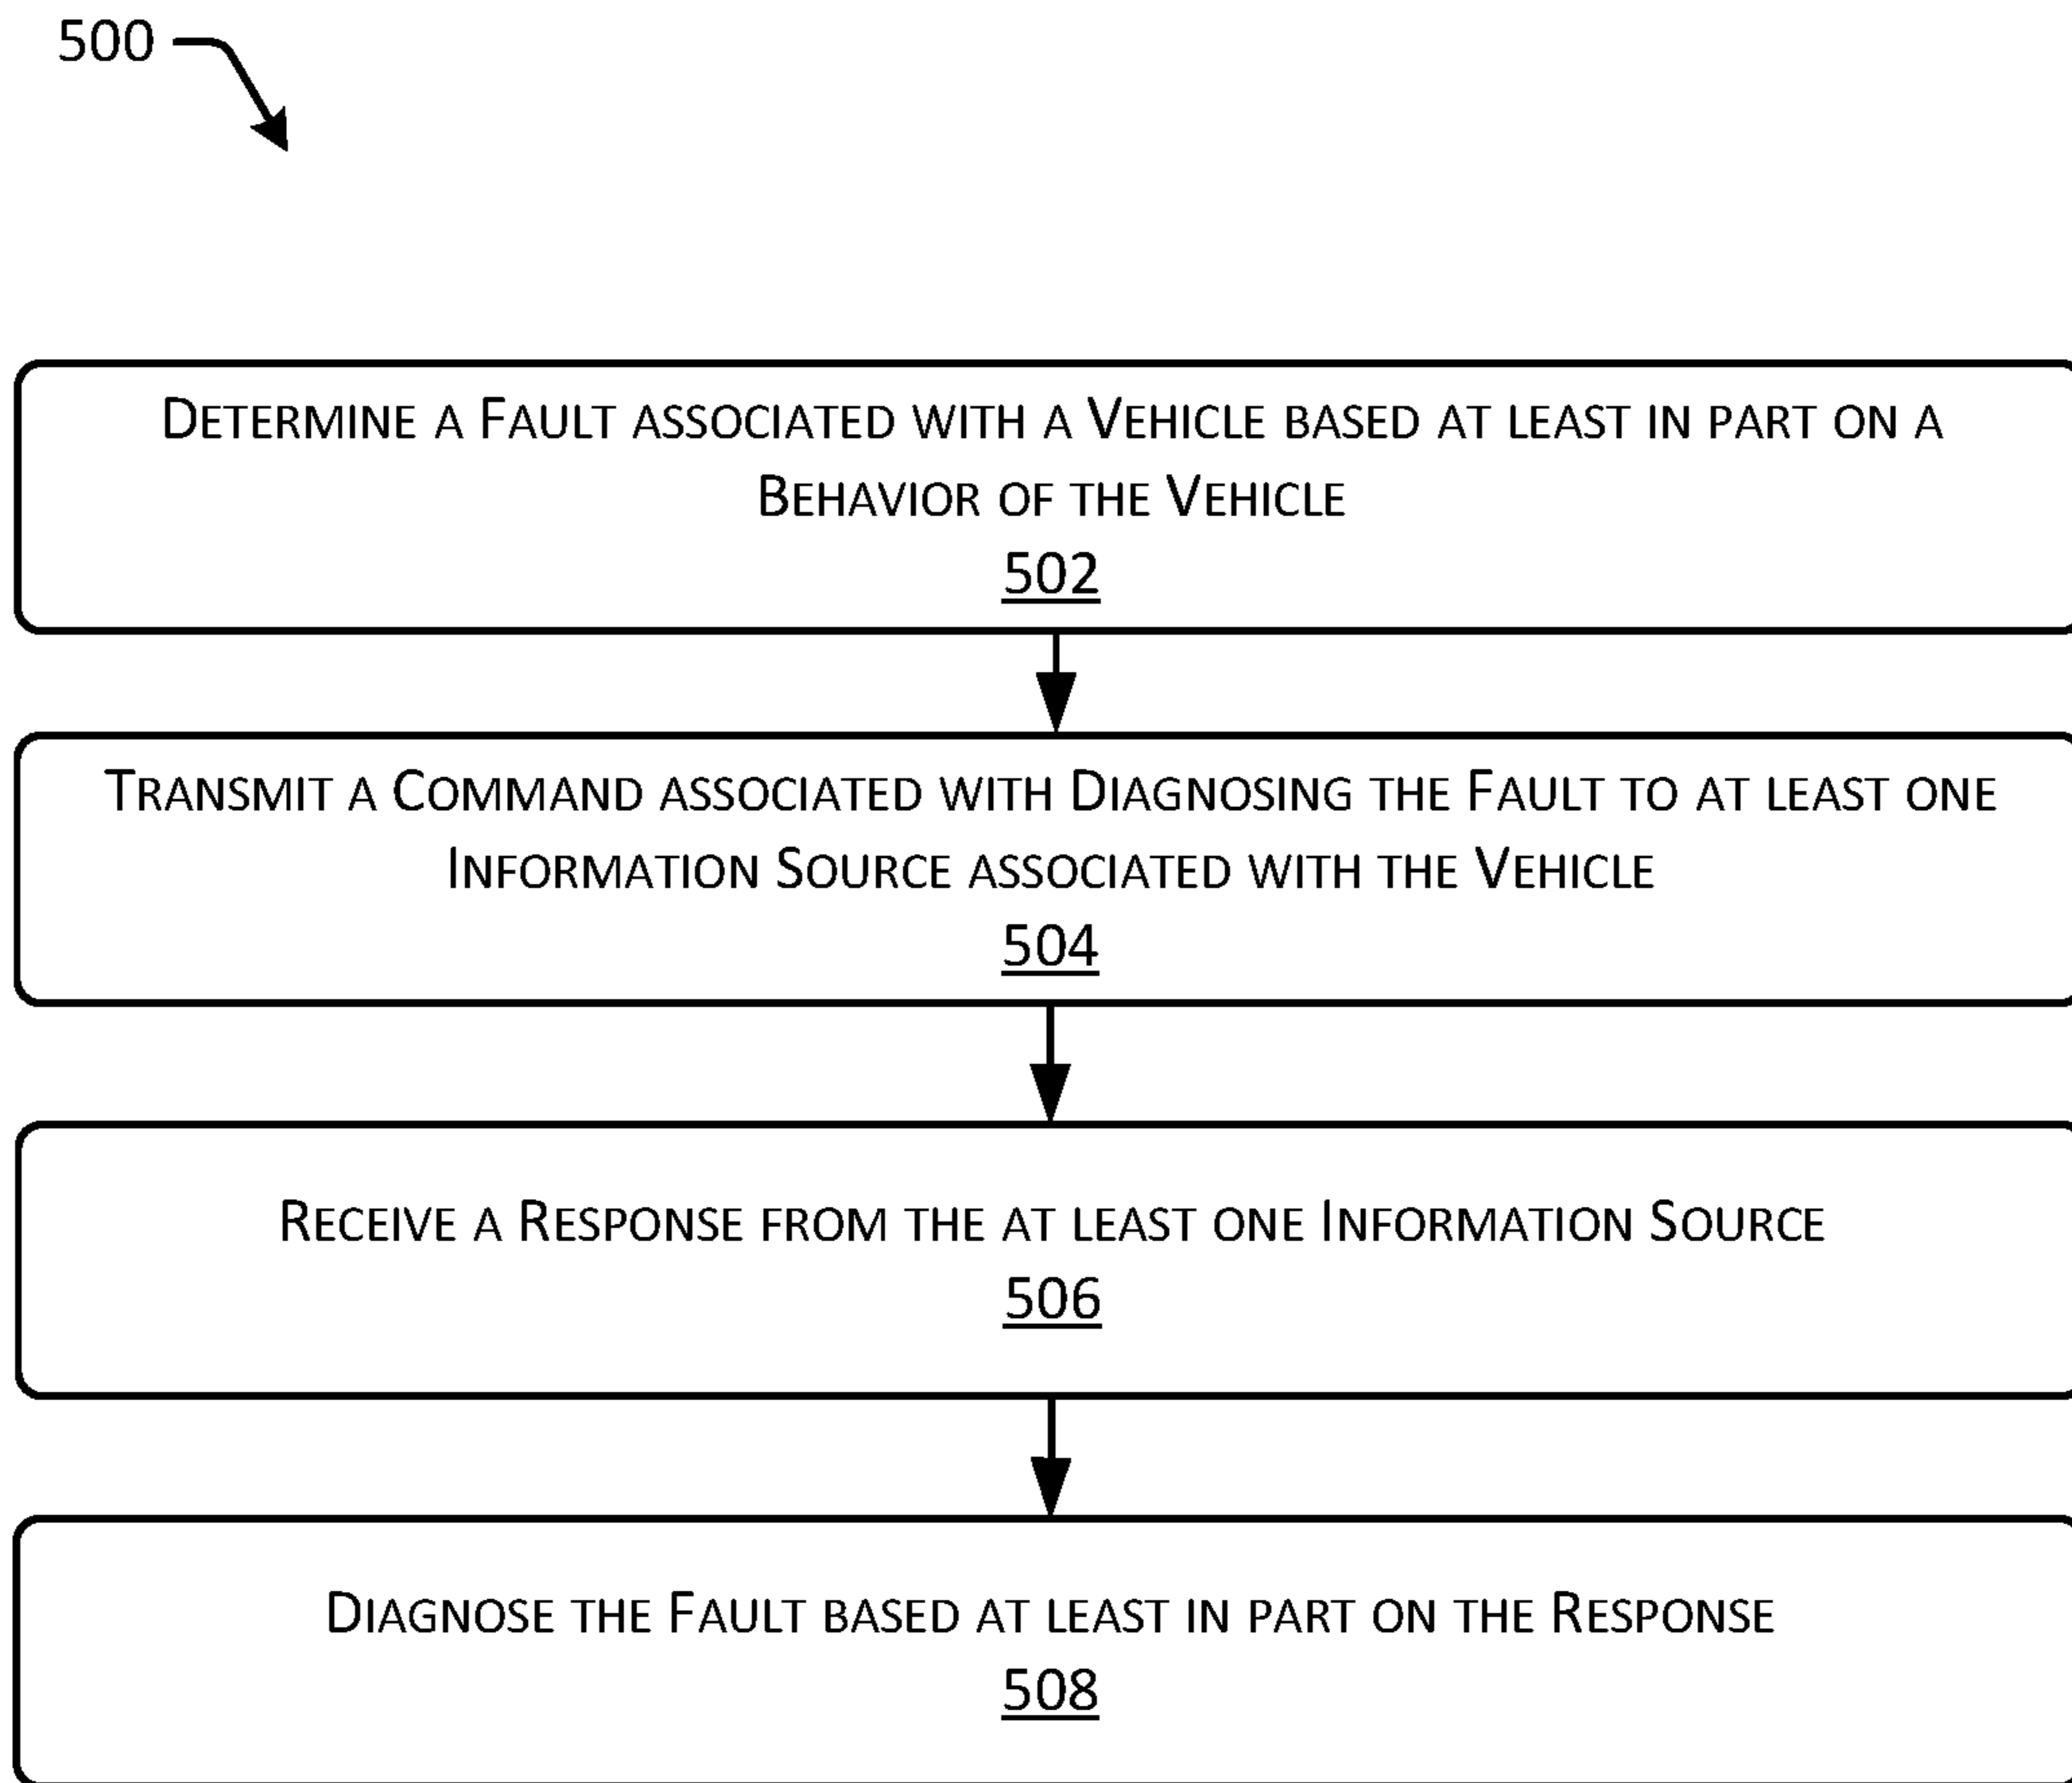 500
Determine a Fault associated with a Vehicle based at least in part on a
Behavior of the Vehicle
502
Transmit a Command associated with Diagnosing the Fault to at least one
Information Source associated with the Vehicle
504
Receive a Response from the at least one Information Source
506
Diagnose the Fault based at least in part on the Response
508